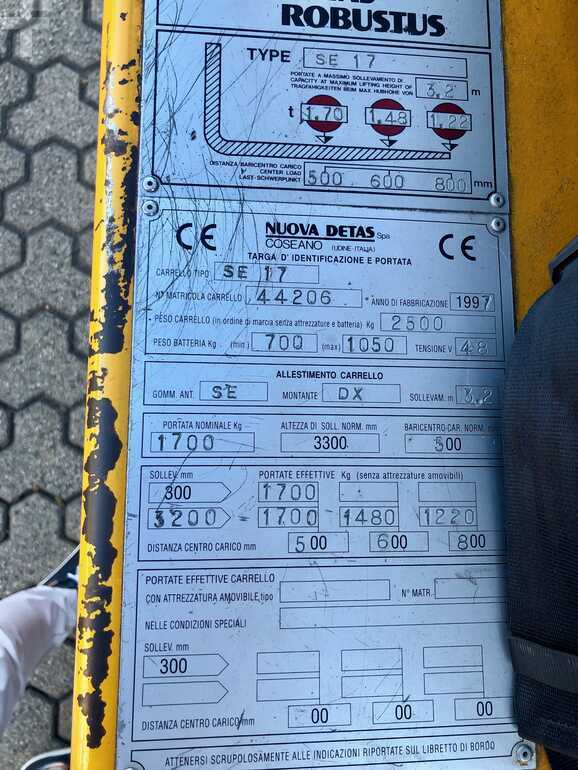 ROBUSTUS
TYPE SE 17
PORTATE A MASSIMO SOLLEVAMENTO DI
CAPACITY AT MAXIMUM LIFTING HEIGHT OF
TRAGFÄHIGKEITEN BEIM MAX HUBHOHE VON
3.2 m
t 1.70 1.48 1.22
DISTANZA BARICENTRO CARICO
CENTER LOAD
LAST-SCHWERPUNKT
500 600 800 mm
CE NUOVA DETAS Spa CE
COSEANO (UDINE-ITALIA)
TARGA D' IDENTIFICAZIONE E PORTATA
CARRELLO TIPO SE 17
N° MATRICOLA CARRELLO 44206 ANNO DI FABBRICAZIONE 1997
PESO CARRELLO (in ordine di marcia senza attrezzature e batteria) Kg 2500
PESO BATTERIA Kg (min) 700 (max) 1050 TENSIONE V 48
ALLESTIMENTO CARRELLO
GOMM. ANT. SE MONTANTE DX SOLLEVAM. m 3.2
PORTATA NOMINALE Kg ALTEZZA DI SOLL. NORM. mm BARICENTRO-CAR. NORM.
1700 3300 500
SOLLEV. mm PORTATE EFFETTIVE Kg (senza attrezzature amovibili)
300 1700
3200 1700 1480 1220
DISTANZA CENTRO CARICO mm 500 600 800
PORTATE EFFETTIVE CARRELLO
CON ATTREZZATURA AMOVIBILE tipo N° MATR.
NELLE CONDIZIONI SPECIALI
SOLLEV. mm
300
DISTANZA CENTRO CARICO mm 00 00 00
ATTENERSI SCRUPOLOSAMENTE ALLE INDICAZIONI RIPORTATE SUL LIBRETTO DI BORDO